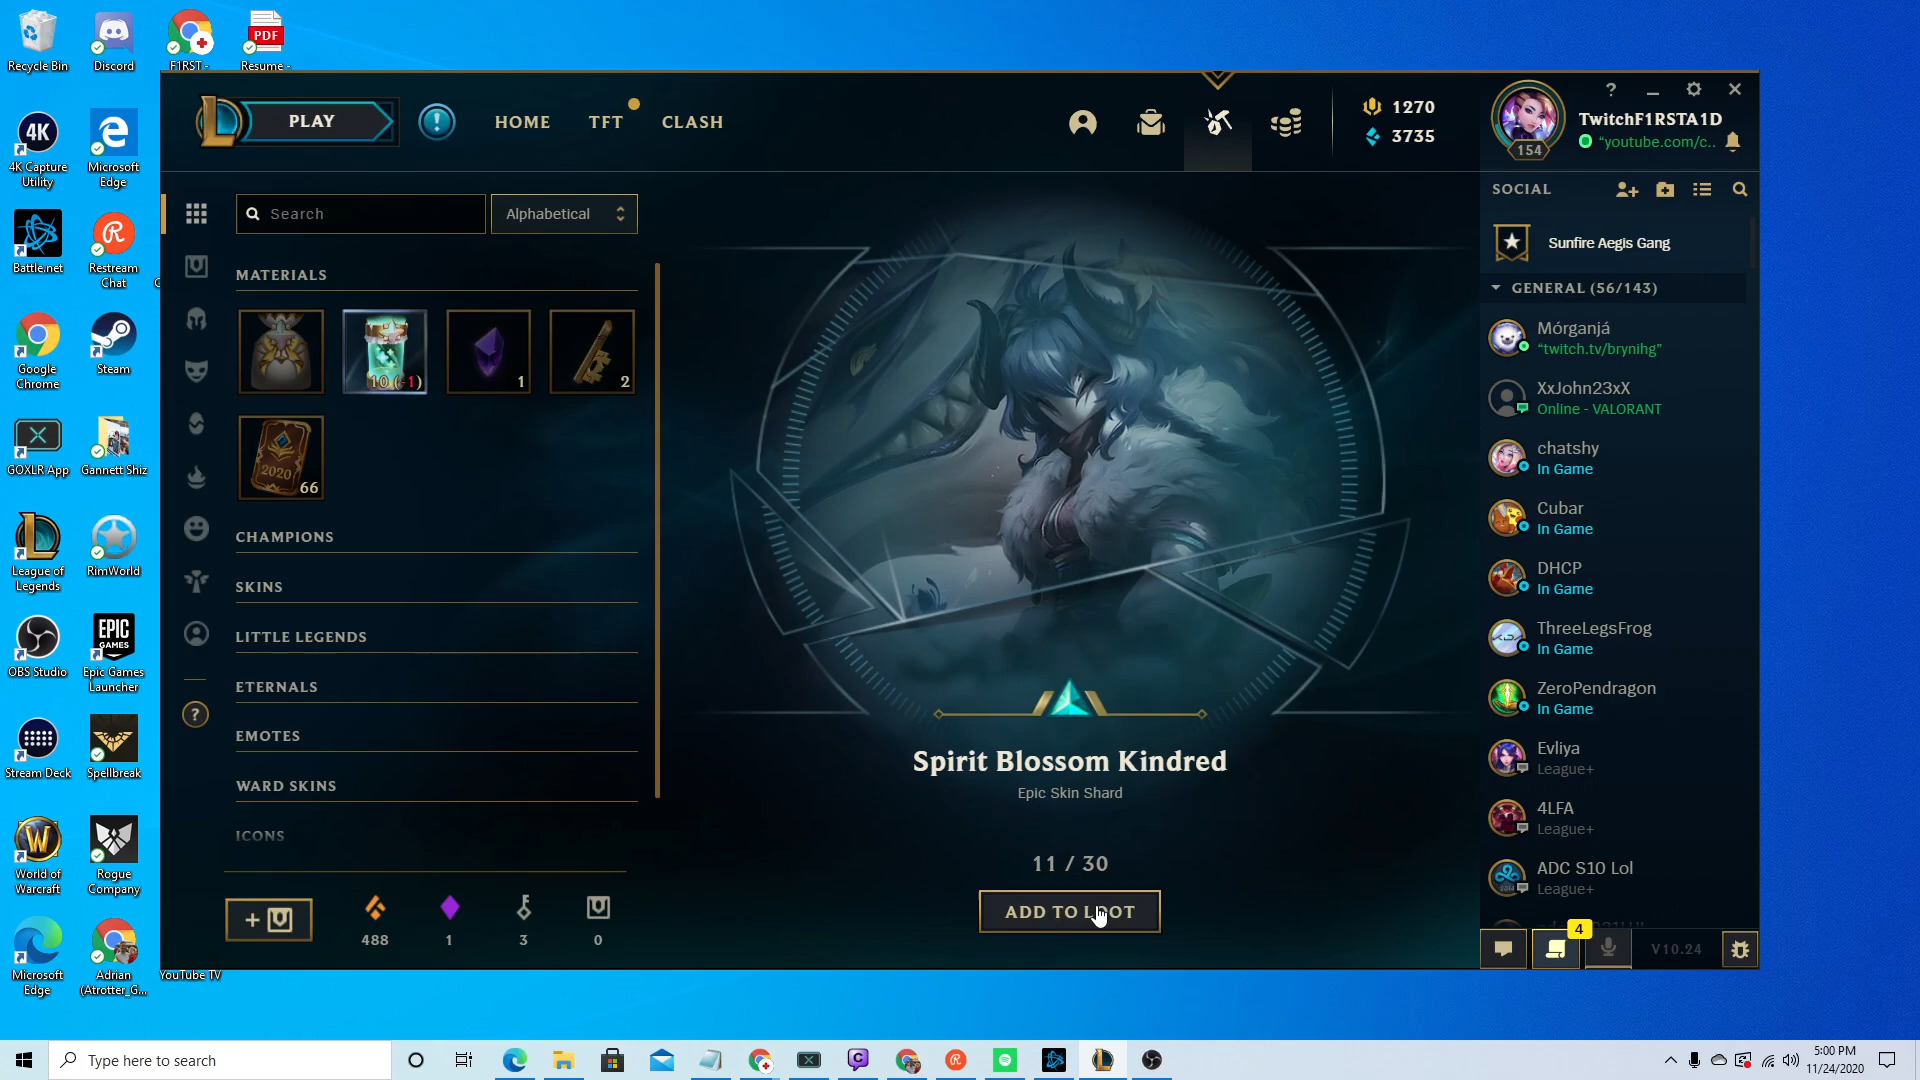 Recycle Bin
Discord
F1RST -
PDF
Resume -
4K
4K Capture
Utility
Microsoft
Edge
Battle.net
Restream
Chat
Google
Chrome
Steam
GOXLR App
Gannett Shiz
League of
Legends
RimWorld
OBS Studio
EPIC
GAMES
Epic Games
Launcher
Stream Deck
Spellbreak
World of
Warcraft
Rogue
Company
Microsoft
Edge
Adrian
(Atrotter_G...
YouTube TV
PLAY
HOME
TFT
CLASH
1270
3735
154
TwitchF1RSTA1D
"youtube.com/c..
Search
Alphabetical
MATERIALS
10 (-1)
1
2
2020
66
CHAMPIONS
SKINS
LITTLE LEGENDS
ETERNALS
EMOTES
WARD SKINS
ICONS
488
1
3
0
Spirit Blossom Kindred
Epic Skin Shard
11 / 30
ADD TO LOOT
SOCIAL
Sunfire Aegis Gang
GENERAL (56/143)
Mórganjá
"twitch.tv/brynihg"
XxJohn23xX
Online - VALORANT
chatshy
In Game
Cubar
In Game
DHCP
In Game
ThreeLegsFrog
In Game
ZeroPendragon
In Game
Evliya
League+
4LFA
League+
ADC S10 Lol
League+
4
V10.24
Type here to search
5:00 PM
11/24/2020